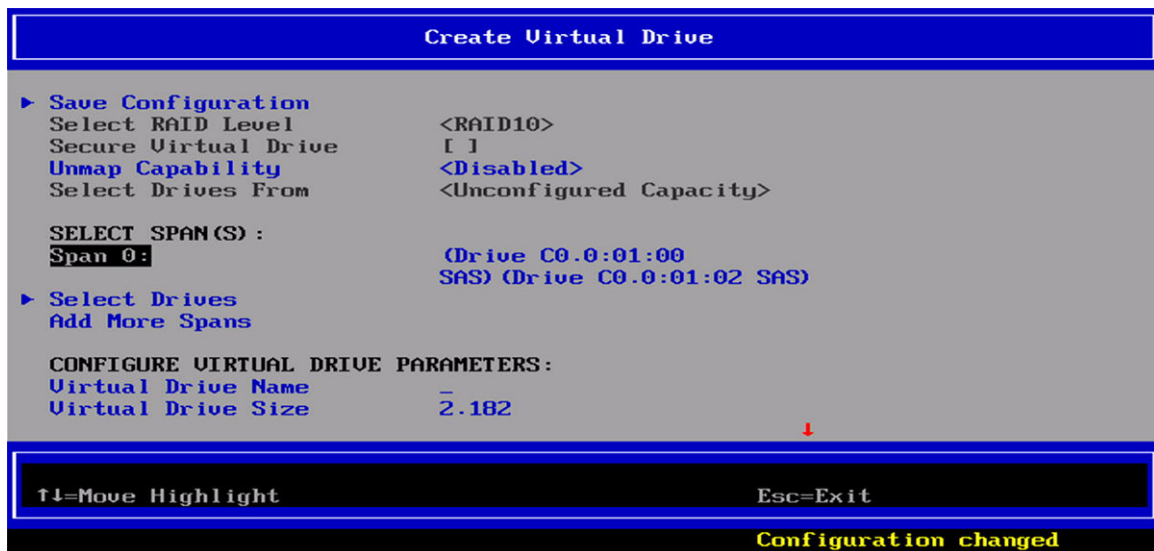 Create Virtual Drive
► Save Configuration
Select RAID Level <RAID10>
Secure Virtual Drive [ ]
Unmap Capability <Disabled>
Select Drives From <Unconfigured Capacity>
SELECT SPAN(S):
Span 0: (Drive C0.0:01:00
SAS)(Drive C0.0:01:02 SAS)
► Select Drives
Add More Spans
CONFIGURE VIRTUAL DRIVE PARAMETERS:
Virtual Drive Name _
Virtual Drive Size 2.182
↓
↑↓=Move Highlight Esc=Exit
Configuration changed